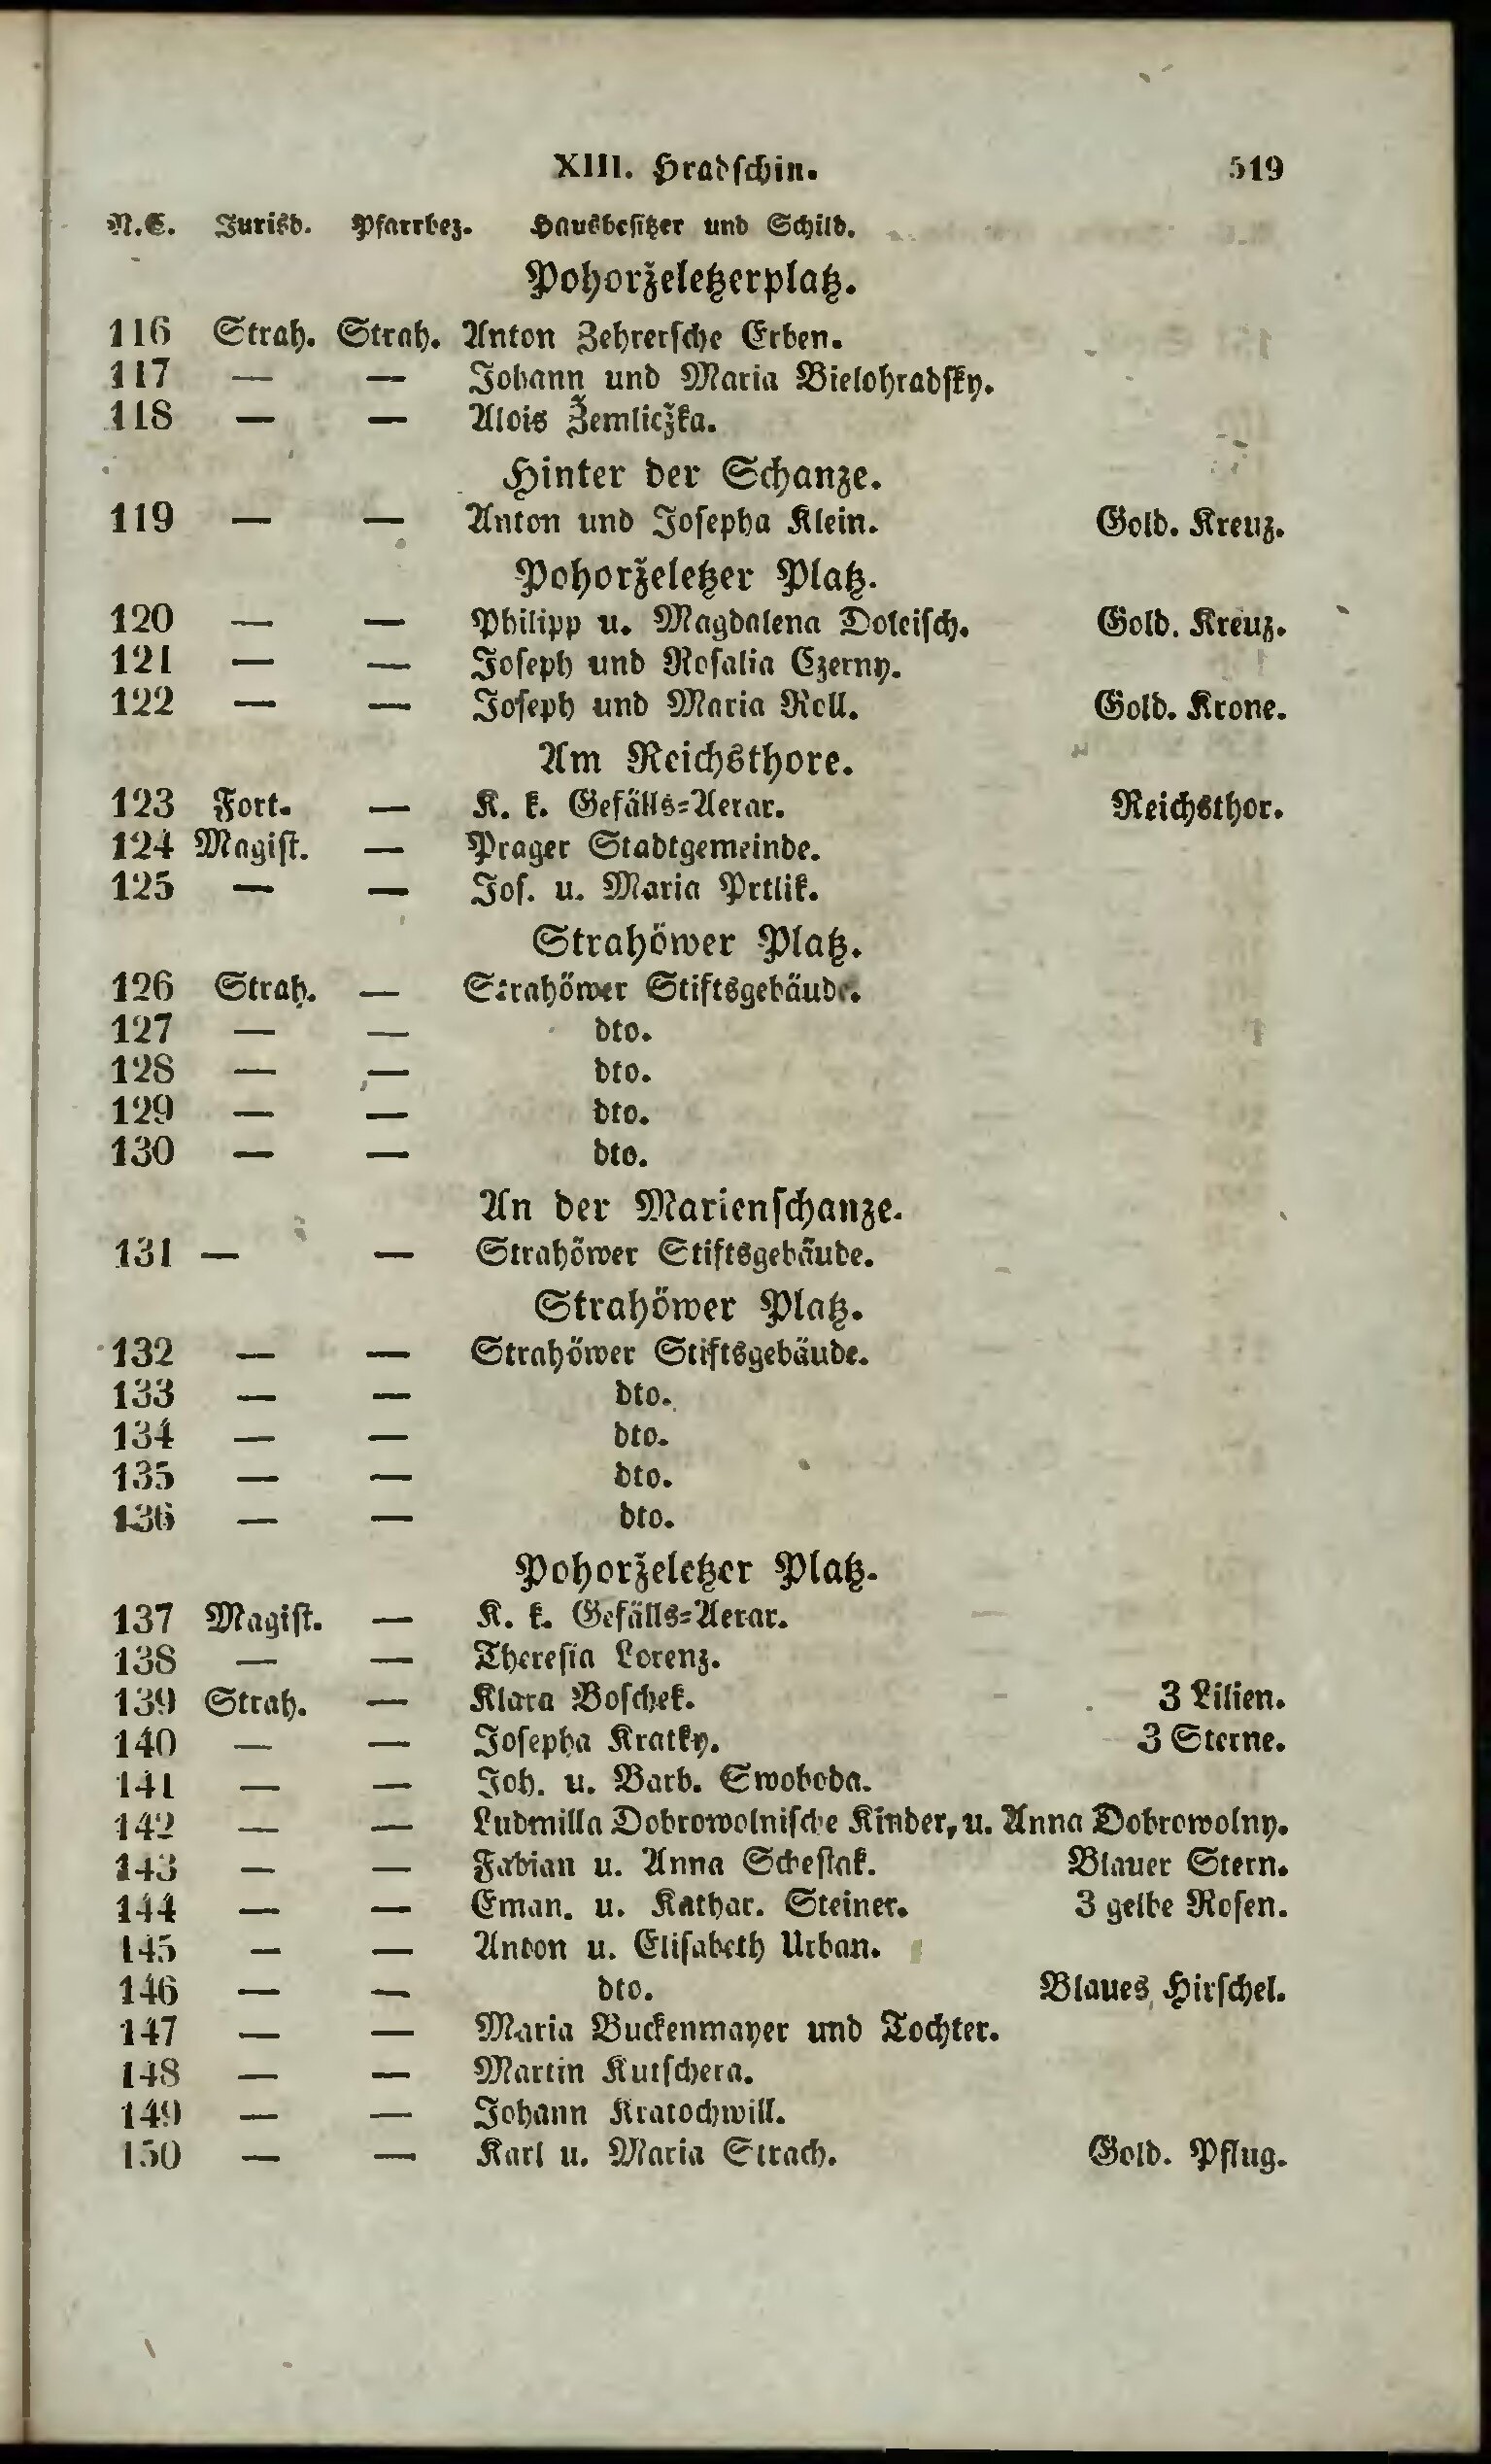 XIII. Hradschin. 519
N.C. Jurisd. Pfarrbez. Hausbesitzer und Schild.
Pohorželetzerplatz.
116 Strah. Strah. Anton Zehrersche Erben.
117 — — Johann und Maria Bielohradsky.
118 — — Alois Žemliczka.
Hinter der Schanze.
119 — — Anton und Josepha Klein. Gold. Kreuz.
Pohorželetzer Platz.
120 — — Philipp u. Magdalena Doleisch. Gold. Kreuz.
121 — — Joseph und Rosalia Czerny.
122 — — Joseph und Maria Roll. Gold. Krone.
Am Reichsthore.
123 Fort. — K. k. Gefälls-Aerar. Reichsthor.
124 Magist. — Prager Stadtgemeinde.
125 — — Jos. u. Maria Prtlik.
Strahöwer Platz.
126 Strah. — Strahöwer Stiftsgebäude.
127 — — dto.
128 — — dto.
129 — — dto.
130 — — dto.
An der Marienschanze.
131 — — Strahöwer Stiftsgebäude.
Strahöwer Platz.
132 — — Strahöwer Stiftsgebäude.
133 — — dto.
134 — — dto.
135 — — dto.
136 — — dto.
Pohorželetzer Platz.
137 Magist. — K. k. Gefälls-Aerar.
138 — — Theresia Lorenz.
139 Strah. — Klara Boschek. 3 Lilien.
140 — — Josepha Kratky. 3 Sterne.
141 — — Joh. u. Barb. Swoboda.
142 — — Ludmilla Dobrowolnische Kinder, u. Anna Dobrowolny.
143 — — Fabian u. Anna Schestak. Blauer Stern.
144 — — Eman. u. Kathar. Steiner. 3 gelbe Rosen.
145 — — Anton u. Elisabeth Urban.
146 — — dto. Blaues Hirschel.
147 — — Maria Buckenmayer und Tochter.
148 — — Martin Kutschera.
149 — — Johann Kratochwill.
150 — — Karl u. Maria Strach. Gold. Pflug.